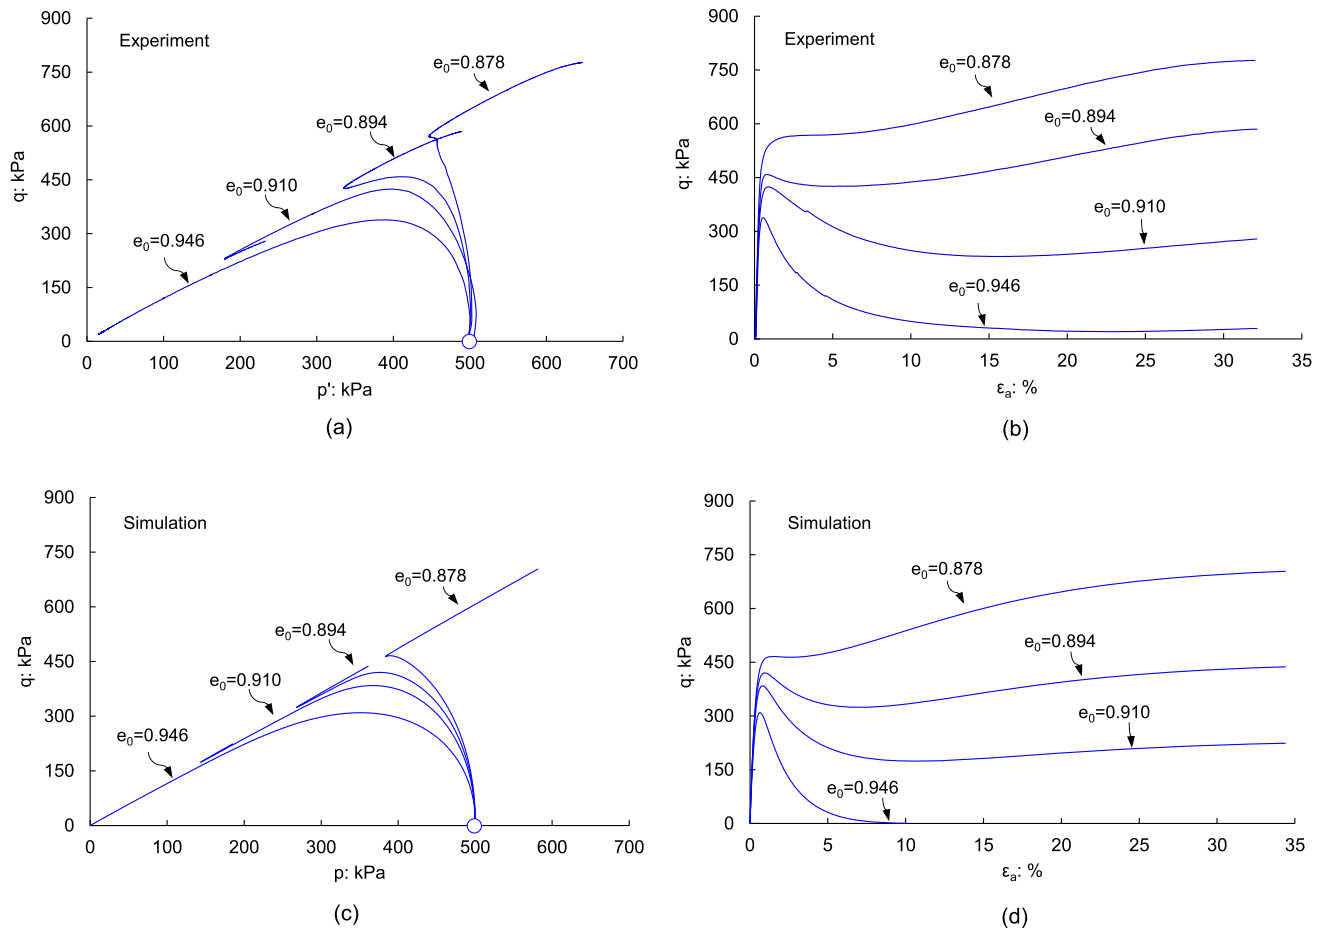 900
Experiment
750
e0=0.878
600
e0=0.894
q: kPa
450
e0=0.910
300
e0=0.946
150
0
0 100 200 300 400 500 600 700
p': kPa
(a)
900
Experiment
e0=0.878
750
e0=0.894
600
q: kPa
450
e0=0.910
300
e0=0.946
150
0
0 5 10 15 20 25 30 35
εa: %
(b)
900
Simulation
750
e0=0.878
600
e0=0.894
q: kPa
450
e0=0.910
300
e0=0.946
150
0
0 100 200 300 400 500 600 700
p: kPa
(c)
900
Simulation
750
e0=0.878
600
e0=0.894
q: kPa
450
e0=0.910
300
e0=0.946
150
0
0 5 10 15 20 25 30 35
εa: %
(d)